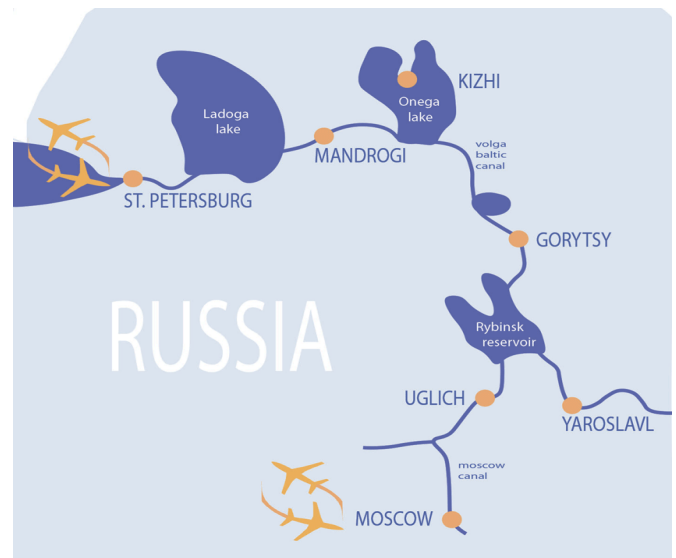 KIZHI
Ladoga
lake
Onega
lake
MANDROGI
volga
baltic
canal
ST. PETERSBURG
GORYTSY
RUSSIA
Rybinsk
reservoir
UGLICH
YAROSLAVL
moscow
canal
MOSCOW